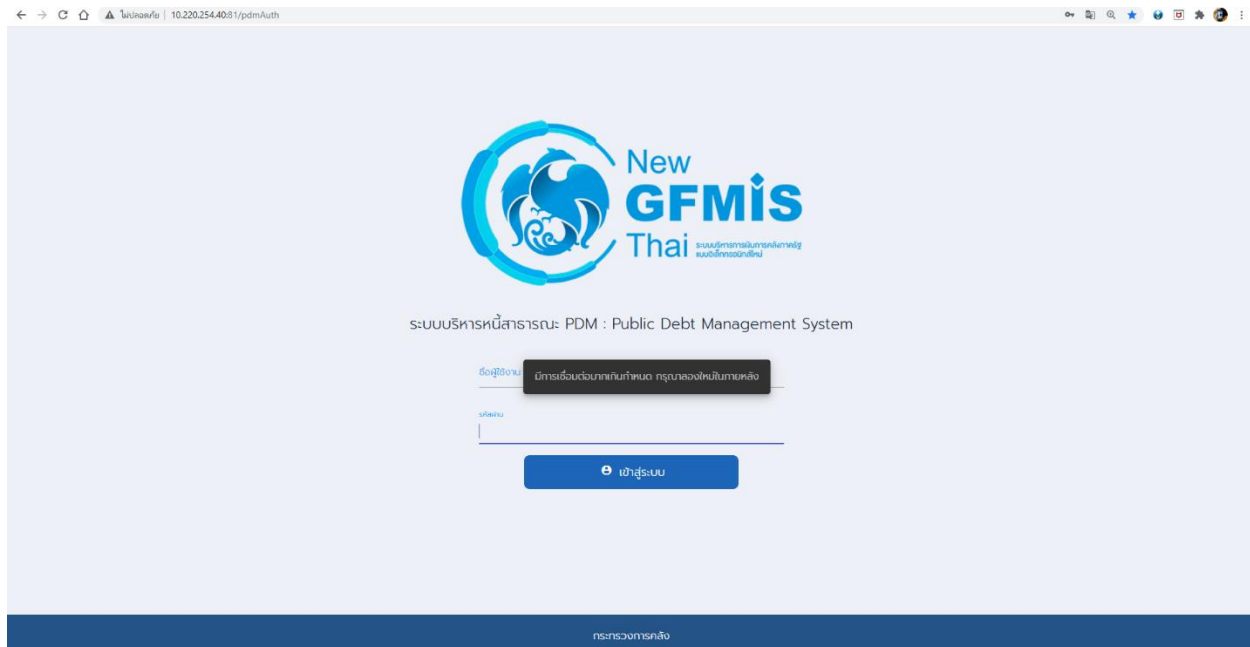 ไม่ปลอดภัย | 10.220.254.40:81/pdmAuth
New
GFMIS
Thai ระบบบริหารการเงินการคลังภาครัฐ
แบบอิเล็กทรอนิกส์ใหม่
ระบบบริหารหนี้สาธารณะ PDM : Public Debt Management System
ชื่อผู้ใช้งาน
มีการเชื่อมต่อมากเกินกำหนด กรุณาลองใหม่ในภายหลัง
รหัสผ่าน
เข้าสู่ระบบ
กระทรวงการคลัง